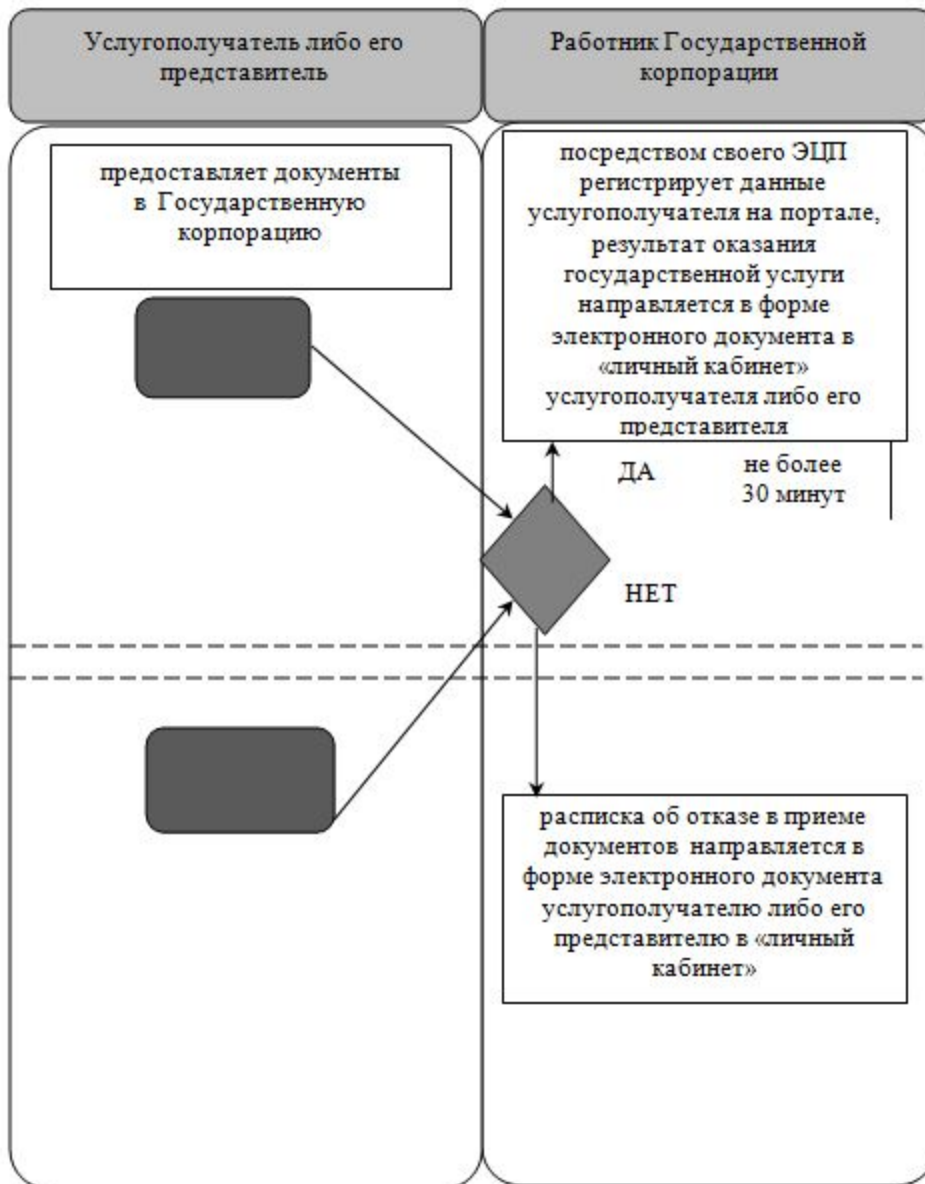 Услугополучатель либо его
представитель
Работник Государственной
корпорации
предоставляет документы
в Государственную
корпорацию
посредством своего ЭЦП
регистрирует данные
услугополучателя на портале,
результат оказания
государственной услуги
направляется в форме
электронного документа в
«личный кабинет»
услугополучателя либо его
представителя
ДА
не более
30 минут
НЕТ
расписка об отказе в приеме
документов направляется в
форме электронного документа
услугополучателю либо его
представителю в «личный
кабинет»